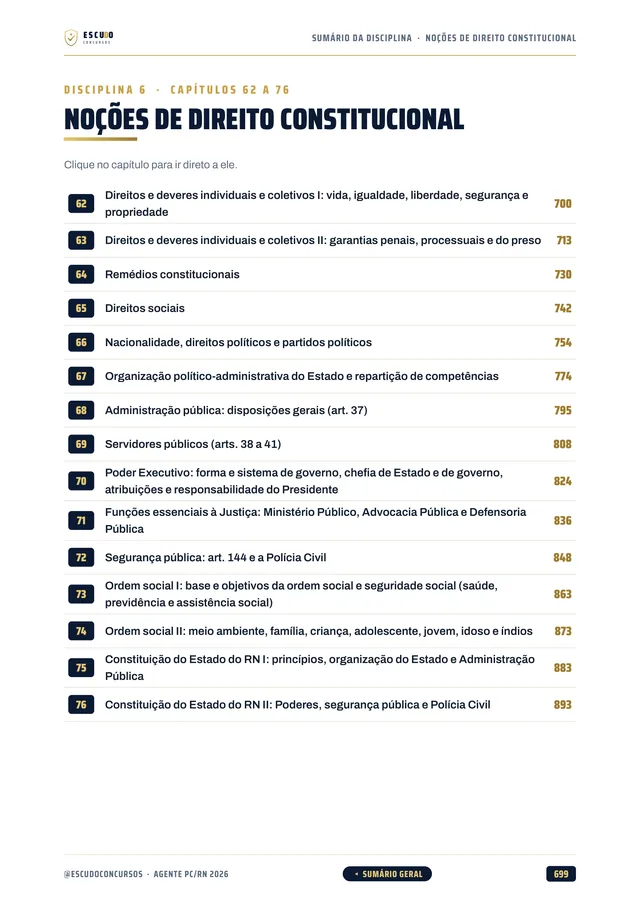 ESCUDO
CONCURSOS
SUMÁRIO DA DISCIPLINA · NOÇÕES DE DIREITO CONSTITUCIONAL
DISCIPLINA 6 · CAPÍTULOS 62 A 76
NOÇÕES DE DIREITO CONSTITUCIONAL
Clique no capítulo para ir direto a ele.
62 Direitos e deveres individuais e coletivos I: vida, igualdade, liberdade, segurança e 700
propriedade
63 Direitos e deveres individuais e coletivos II: garantias penais, processuais e do preso 713
64 Remédios constitucionais 730
65 Direitos sociais 742
66 Nacionalidade, direitos políticos e partidos políticos 754
67 Organização político-administrativa do Estado e repartição de competências 774
68 Administração pública: disposições gerais (art. 37) 795
69 Servidores públicos (arts. 38 a 41) 808
70 Poder Executivo: forma e sistema de governo, chefia de Estado e de governo, 824
atribuições e responsabilidade do Presidente
71 Funções essenciais à Justiça: Ministério Público, Advocacia Pública e Defensoria 836
Pública
72 Segurança pública: art. 144 e a Polícia Civil 848
73 Ordem social I: base e objetivos da ordem social e seguridade social (saúde, 863
previdência e assistência social)
74 Ordem social II: meio ambiente, família, criança, adolescente, jovem, idoso e índios 873
75 Constituição do Estado do RN I: princípios, organização do Estado e Administração 883
Pública
76 Constituição do Estado do RN II: Poderes, segurança pública e Polícia Civil 893
@ESCUDOCONCURSOS · AGENTE PC/RN 2026
SUMÁRIO GERAL
699